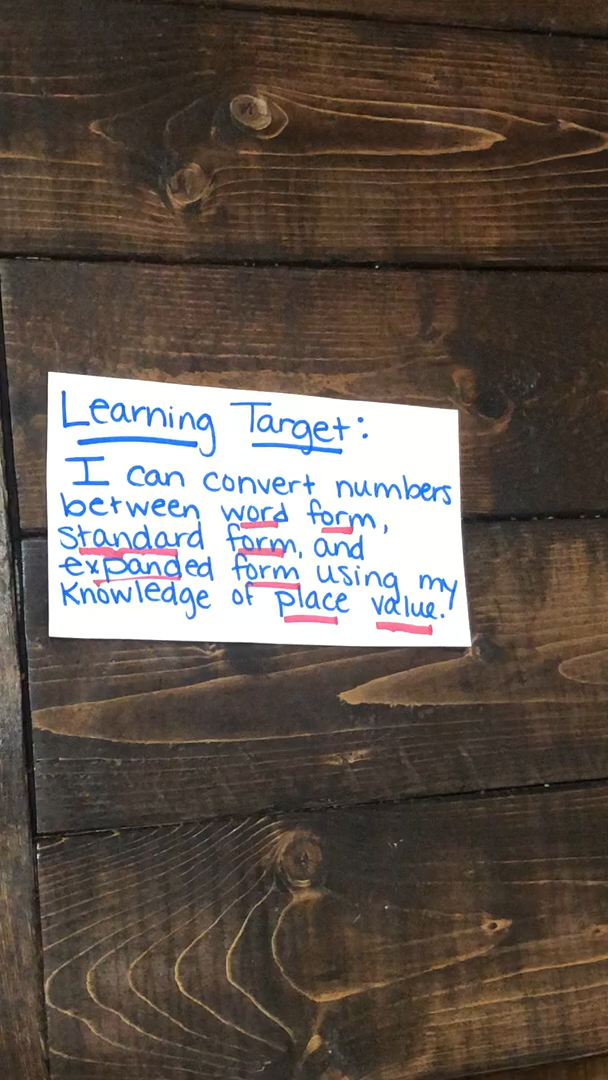 Learning Target:
I can convert numbers
between word form,
standard form, and
expanded form using my
knowledge of place value.